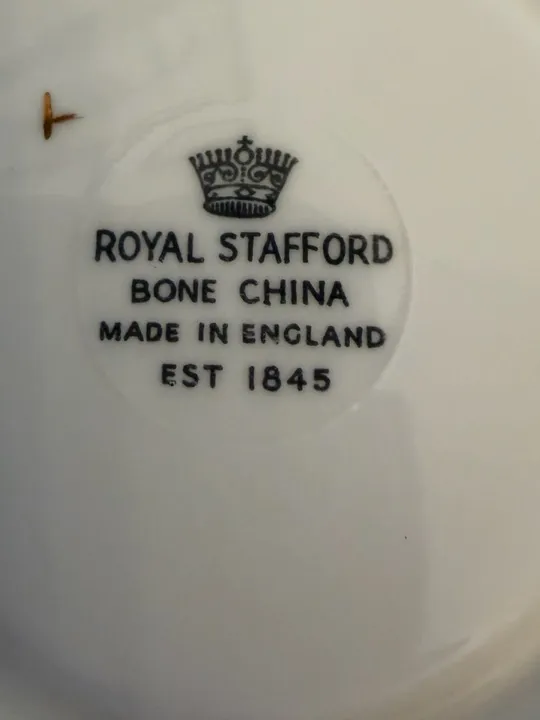 ROYAL STAFFORD
BONE CHINA
MADE IN ENGLAND
EST 1845